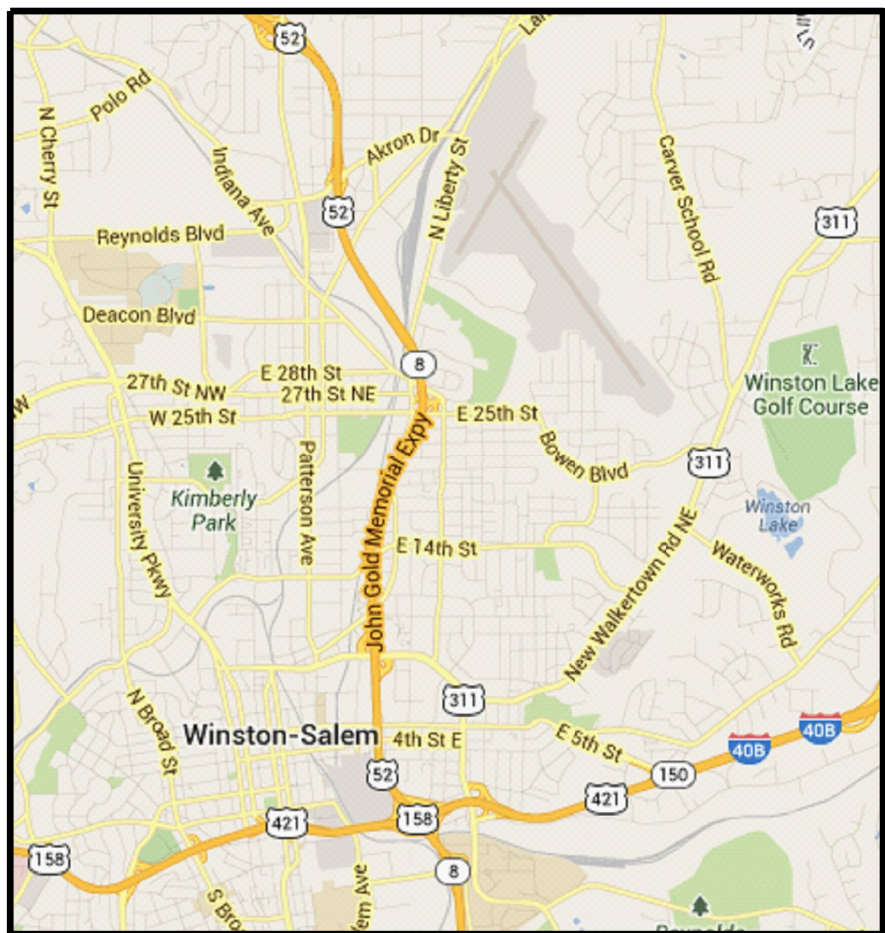 52
Polo Rd
N Cherry St
Akron Dr
Indiana Ave
N Liberty St
Carver School Rd
52
311
Reynolds Blvd
Deacon Blvd
8
E 28th St
27th St NW
27th St NE
Winston Lake
Golf Course
W 25th St
E 25th St
Bowen Blvd
311
John Gold Memorial Expy
Patterson Ave
University Pkwy
Kimberly
Park
Winston
Lake
E 14th St
Waterworks Rd
New Walkertown Rd NE
311
N Broad St
Winston-Salem
4th St E
E 5th St
40B
40B
52
150
421
421
158
158
8
S Bro